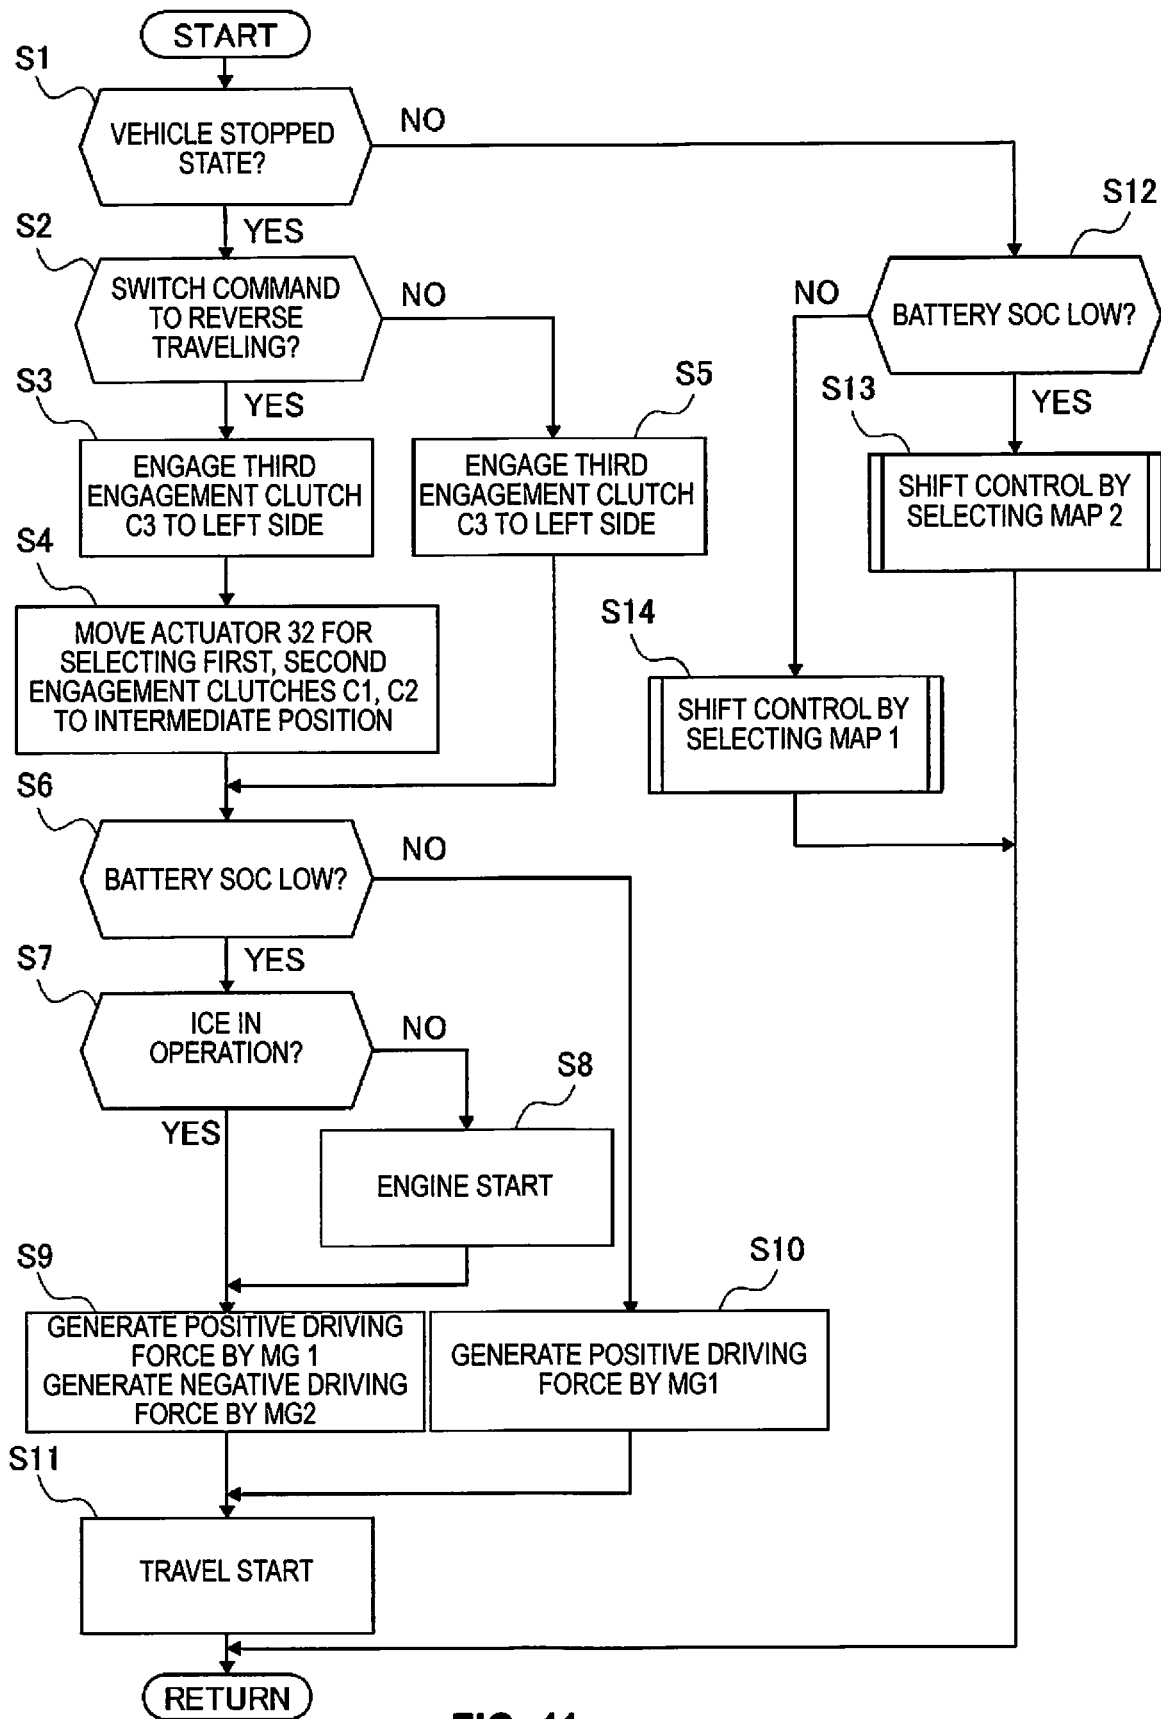 START
S1
VEHICLE STOPPED
STATE?
NO
YES
S2
SWITCH COMMAND
TO REVERSE
TRAVELING?
NO
YES
S12
BATTERY SOC LOW?
NO
YES
S3
ENGAGE THIRD
ENGAGEMENT CLUTCH
C3 TO LEFT SIDE
S5
ENGAGE THIRD
ENGAGEMENT CLUTCH
C3 TO LEFT SIDE
S13
SHIFT CONTROL BY
SELECTING MAP 2
S4
MOVE ACTUATOR 32 FOR
SELECTING FIRST, SECOND
ENGAGEMENT CLUTCHES C1, C2
TO INTERMEDIATE POSITION
S14
SHIFT CONTROL BY
SELECTING MAP 1
S6
BATTERY SOC LOW?
NO
YES
S7
ICE IN
OPERATION?
NO
YES
S8
ENGINE START
S9
GENERATE POSITIVE DRIVING
FORCE BY MG 1
GENERATE NEGATIVE DRIVING
FORCE BY MG2
S10
GENERATE POSITIVE DRIVING
FORCE BY MG1
S11
TRAVEL START
RETURN